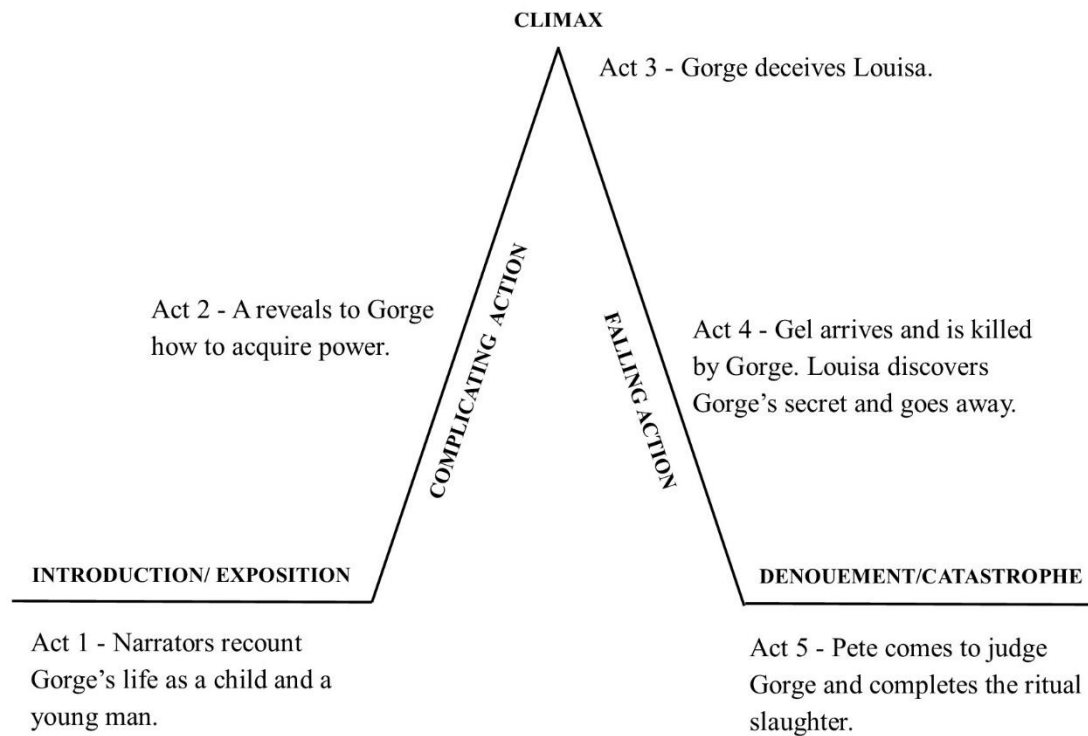 CLIMAX
Act 3 - Gorge deceives Louisa.
Act 2 - A reveals to Gorge
how to acquire power.
COMPLICATING ACTION
FALLING ACTION
Act 4 - Gel arrives and is killed
by Gorge. Louisa discovers
Gorge's secret and goes away.
INTRODUCTION/ EXPOSITION
Act 1 - Narrators recount
Gorge's life as a child and a
young man.
DENOUEMENT/CATASTROPHE
Act 5 - Pete comes to judge
Gorge and completes the ritual
slaughter.